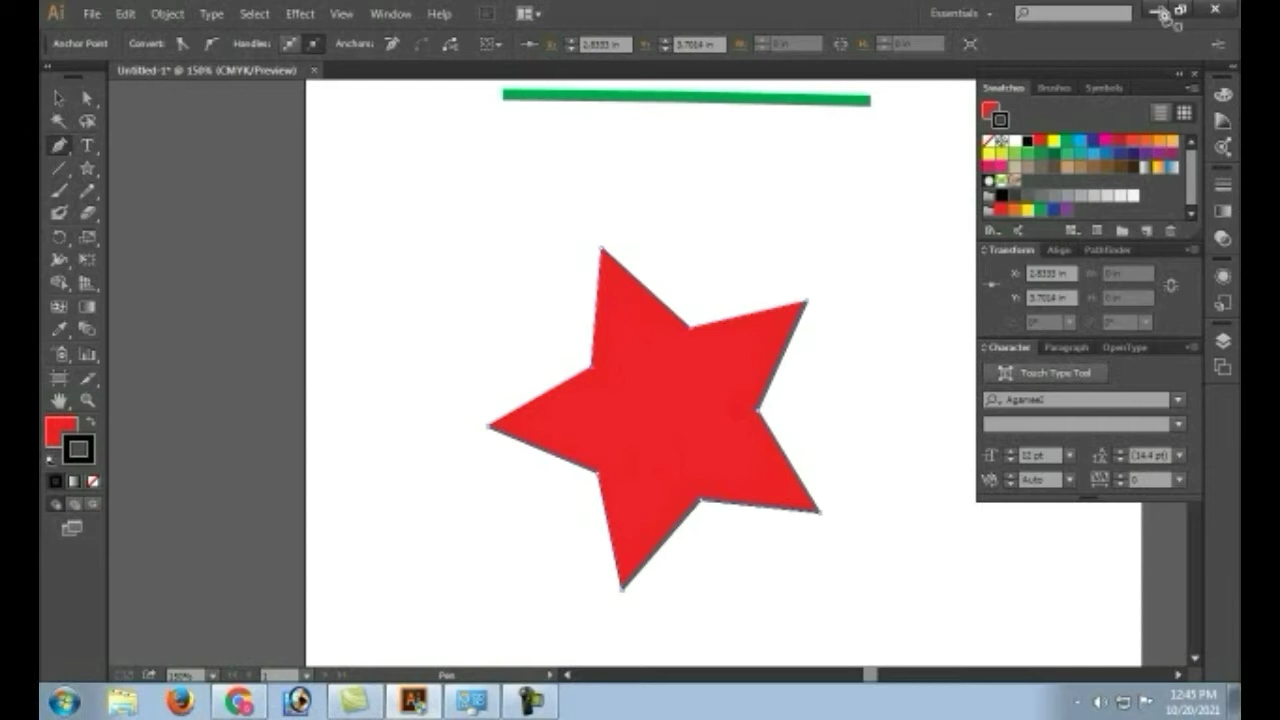 Ai File Edit Object Type Select Effect View Window Help Essentials
Anchor Point Convert: Handles: Anchors: X: 2.8333 in Y: 3.7014 in W: 0 in H: 0 in
Untitled-1* @ 150% (CMYK/Preview) ×
Swatches Brushes Symbols
Transform Align Pathfinder
X: 2.8333 in W: 0 in
Y: 3.7014 in H: 0 in
0° 0°
Character Paragraph OpenType
Touch Type Tool
12 pt (14.4 pt)
Auto 0
150% 1 Pen
12:45 PM
10/20/2021